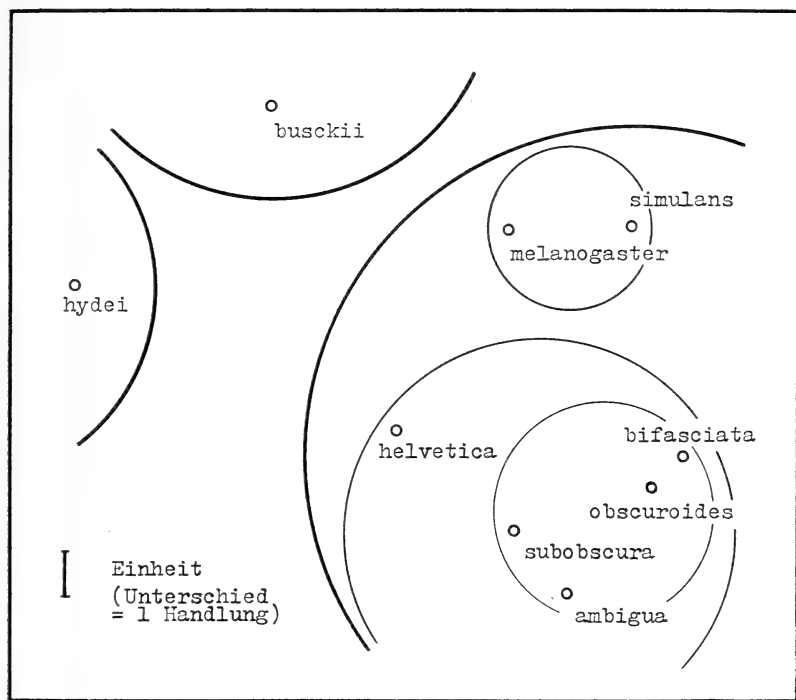 busckii
simulans
melanogaster
hydei
bifasciata
helvetica
obscuroides
subobscura
Einheit
(Unterschied
= 1 Handlung)
ambigua